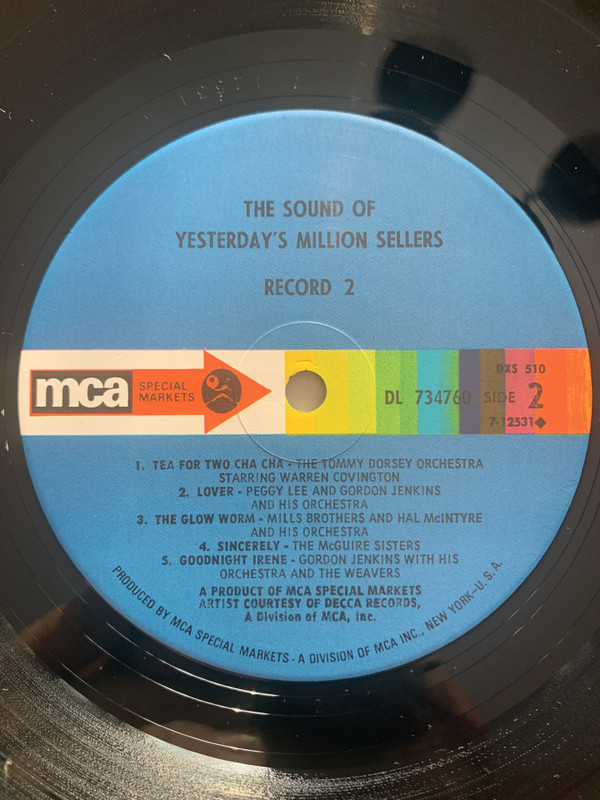 THE SOUND OF
YESTERDAY'S MILLION SELLERS
RECORD 2
mca SPECIAL
MARKETS
DXS 510
DL 734760 SIDE 2
7-12531◆
1. TEA FOR TWO CHA CHA - THE TOMMY DORSEY ORCHESTRA
STARRING WARREN COVINGTON
2. LOVER - PEGGY LEE AND GORDON JENKINS
AND HIS ORCHESTRA
3. THE GLOW WORM - MILLS BROTHERS AND HAL McINTYRE
AND HIS ORCHESTRA
4. SINCERELY - THE McGUIRE SISTERS
5. GOODNIGHT IRENE - GORDON JENKINS WITH HIS
ORCHESTRA AND THE WEAVERS
A PRODUCT OF MCA SPECIAL MARKETS
ARTIST COURTESY OF DECCA RECORDS,
A Division of MCA, Inc.
PRODUCED BY MCA SPECIAL MARKETS - A DIVISION OF MCA INC., NEW YORK-U.S.A.